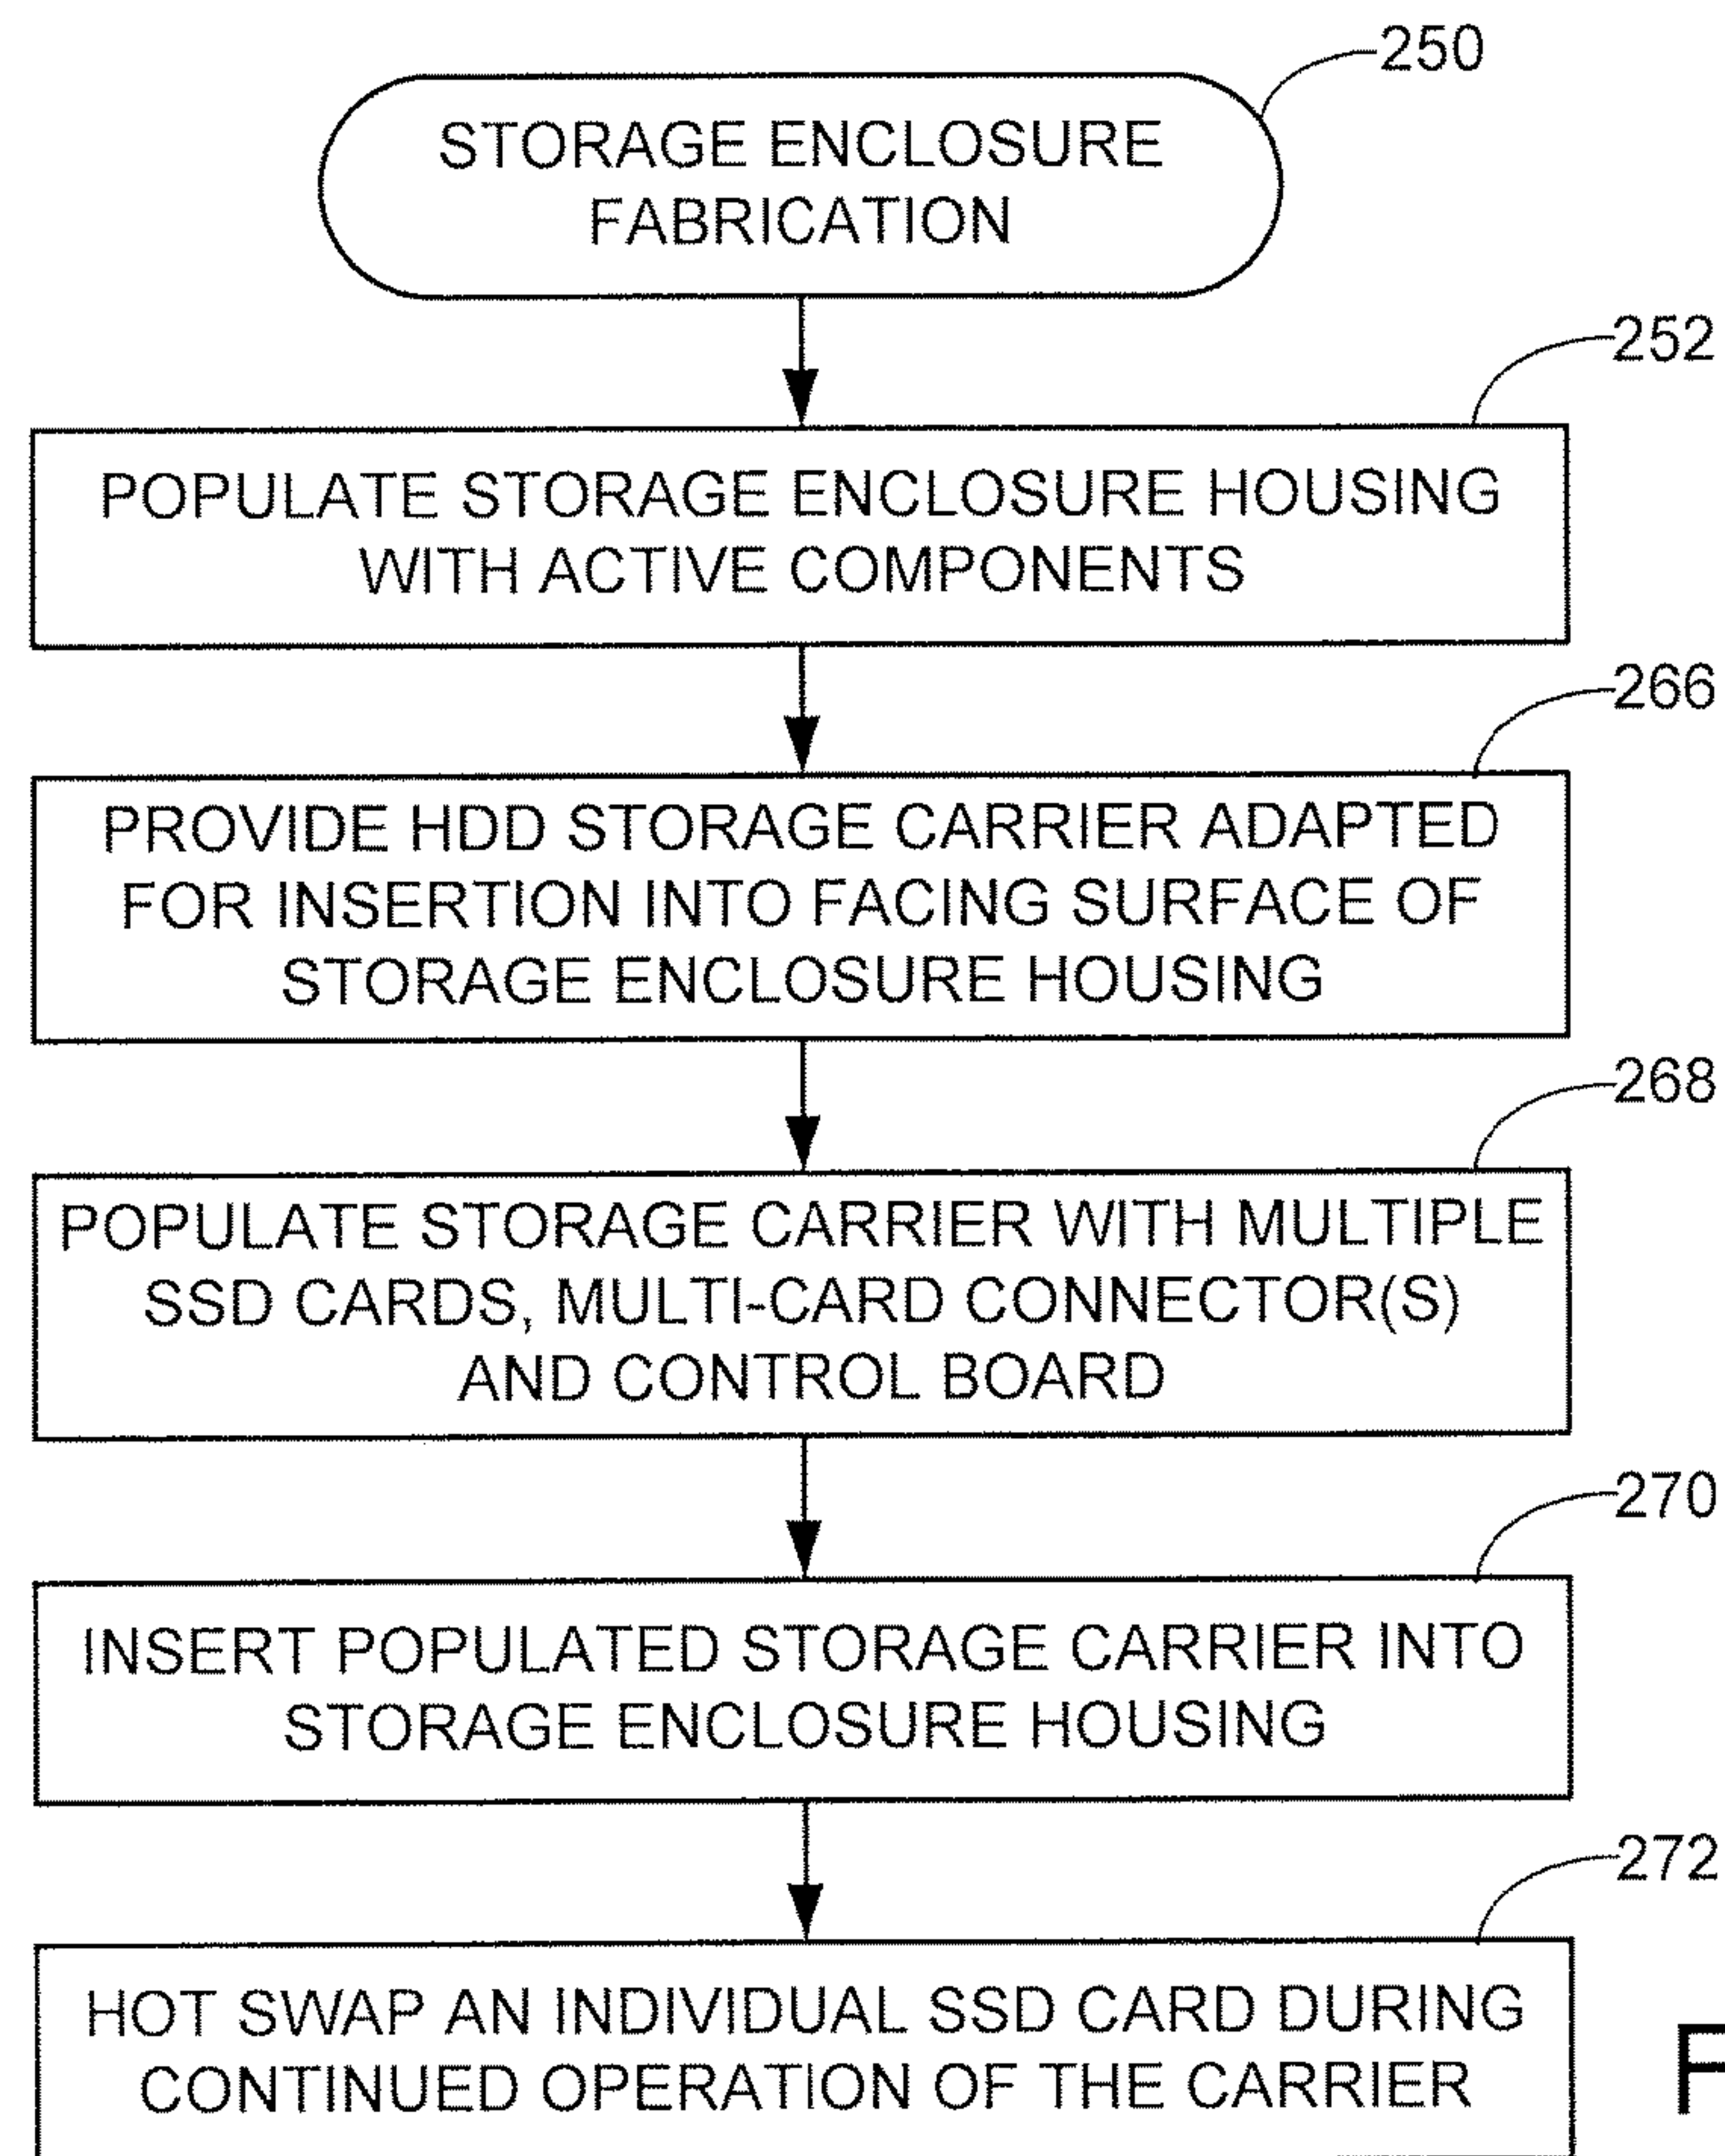 250
STORAGE ENCLOSURE
FABRICATION
252
POPULATE STORAGE ENCLOSURE HOUSING
WITH ACTIVE COMPONENTS
266
PROVIDE HDD STORAGE CARRIER ADAPTED
FOR INSERTION INTO FACING SURFACE OF
STORAGE ENCLOSURE HOUSING
268
POPULATE STORAGE CARRIER WITH MULTIPLE
SSD CARDS, MULTI-CARD CONNECTOR(S)
AND CONTROL BOARD
270
INSERT POPULATED STORAGE CARRIER INTO
STORAGE ENCLOSURE HOUSING
272
HOT SWAP AN INDIVIDUAL SSD CARD DURING
CONTINUED OPERATION OF THE CARRIER